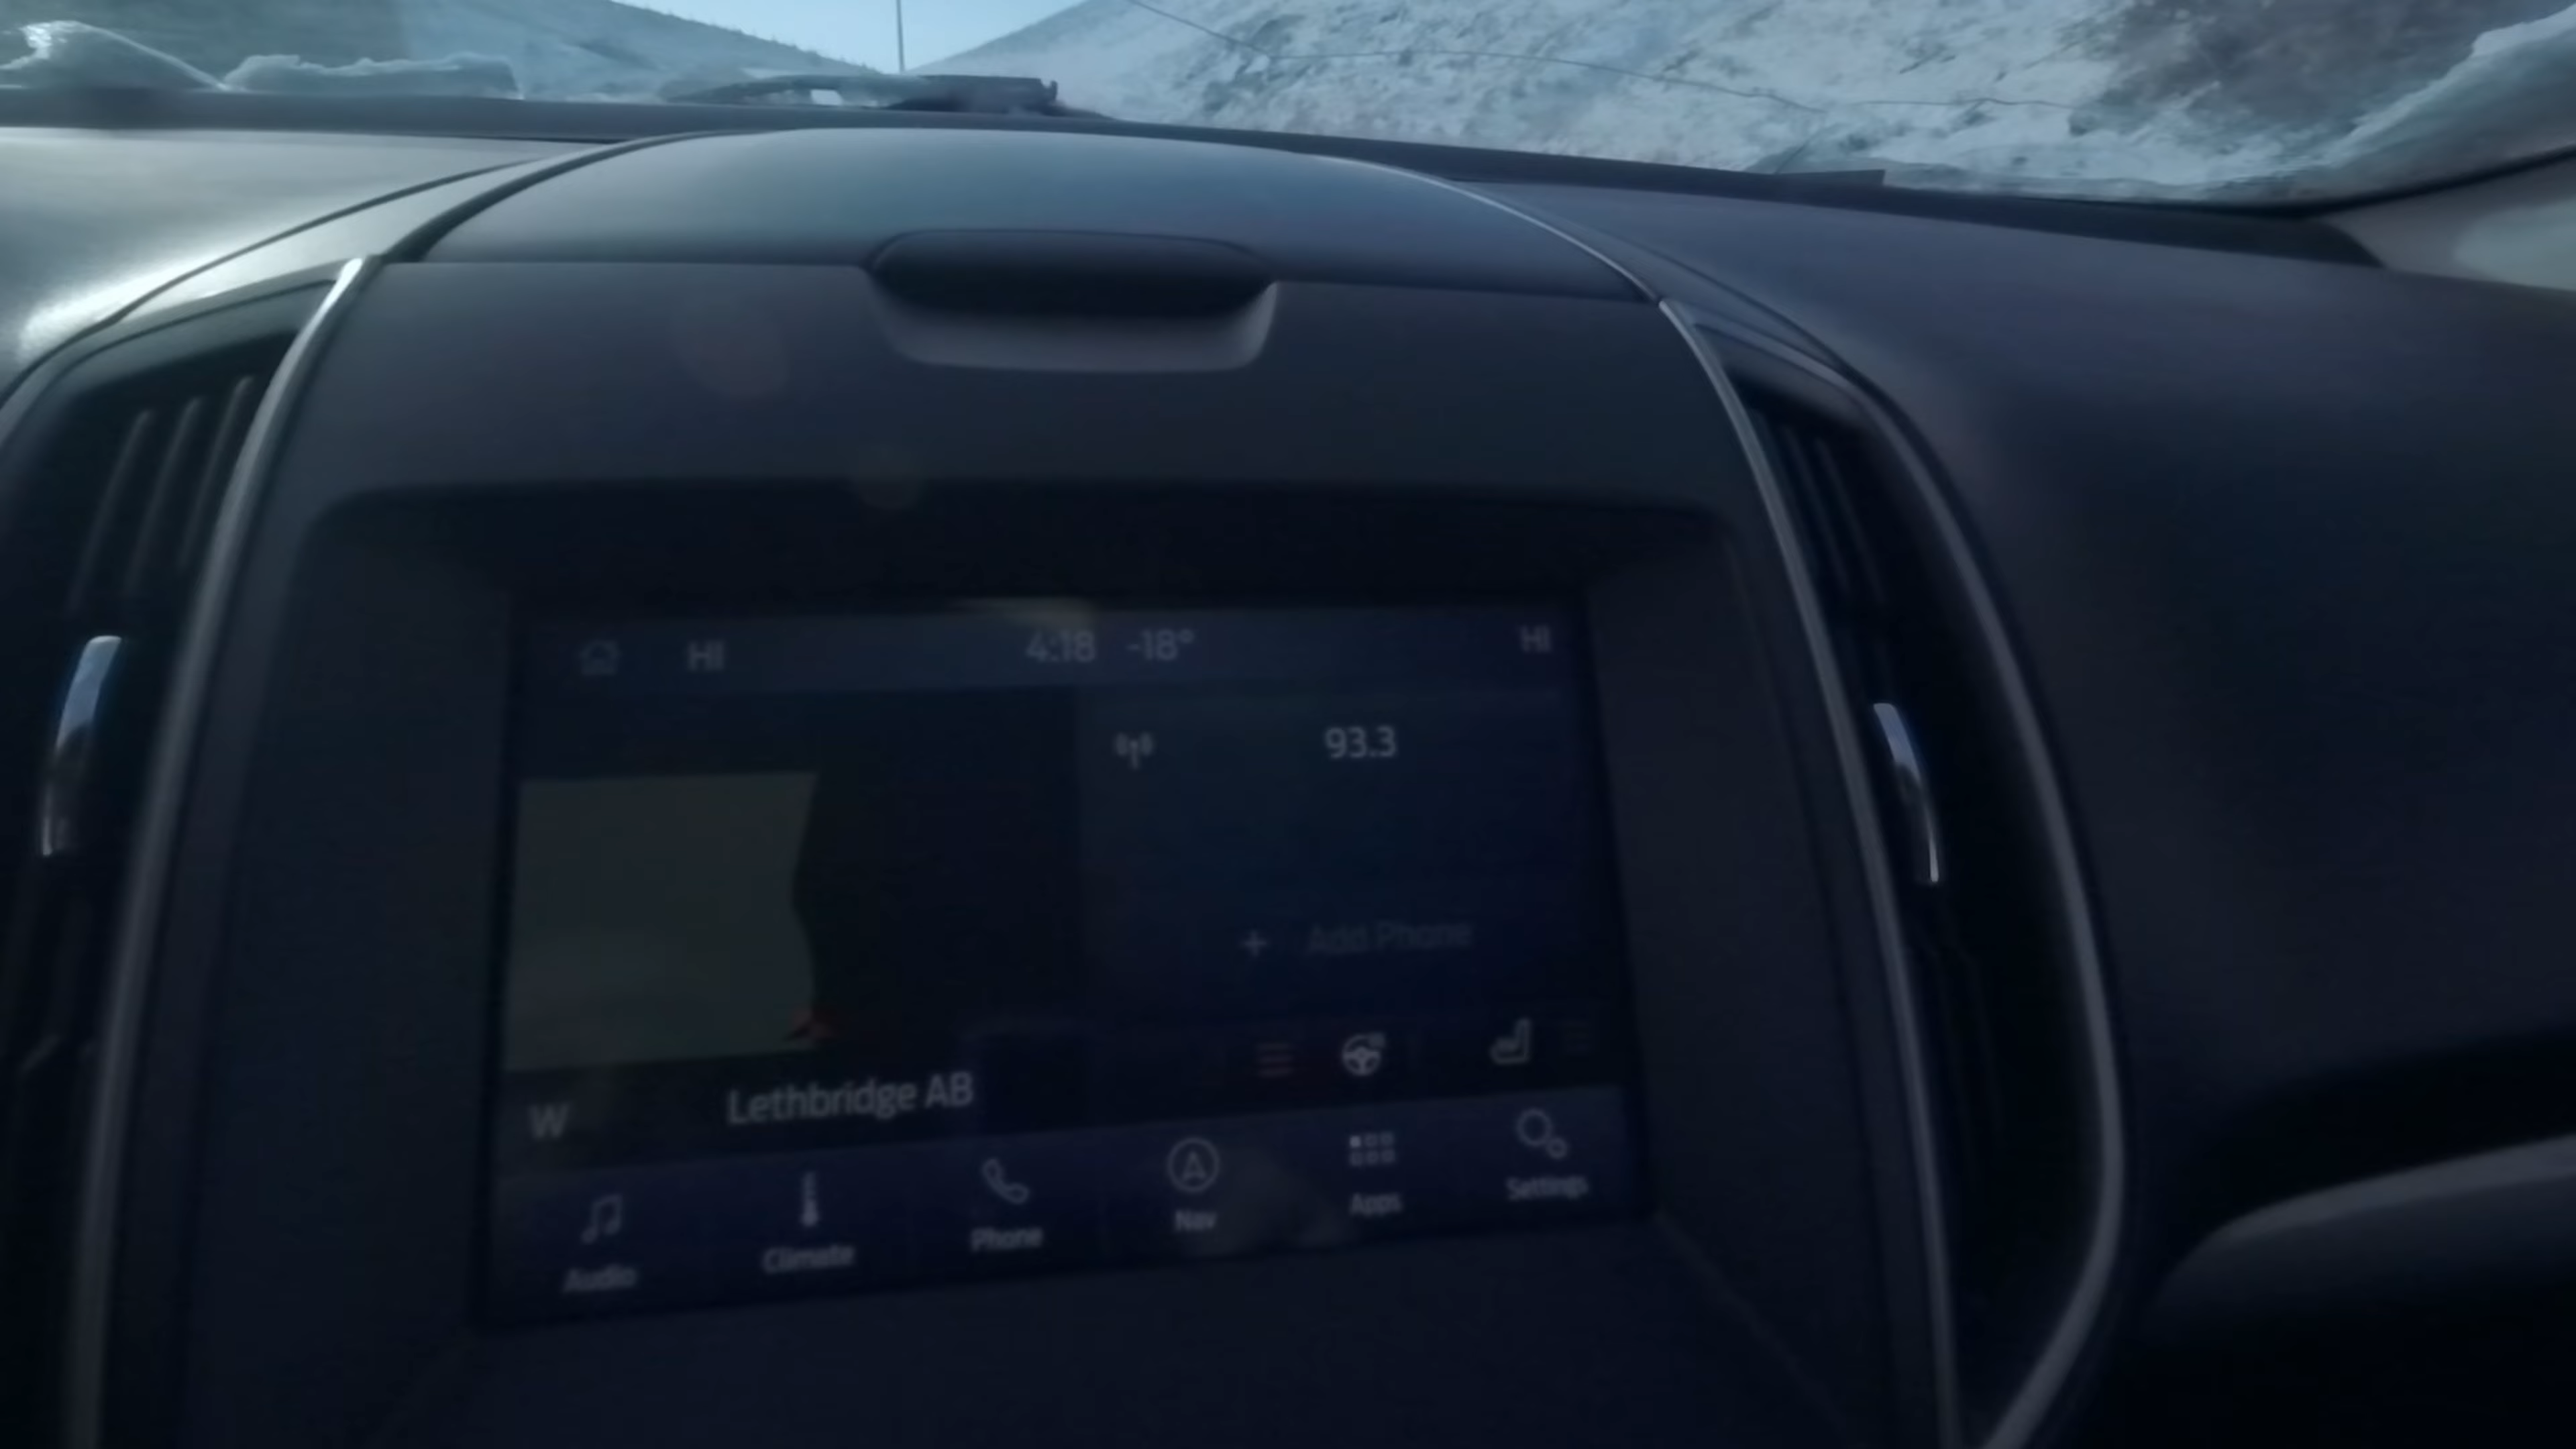 HI 4:18 -18° HI
93.3
+ Add Phone
W Lethbridge AB
Audio Climate Phone Nav Apps Settings